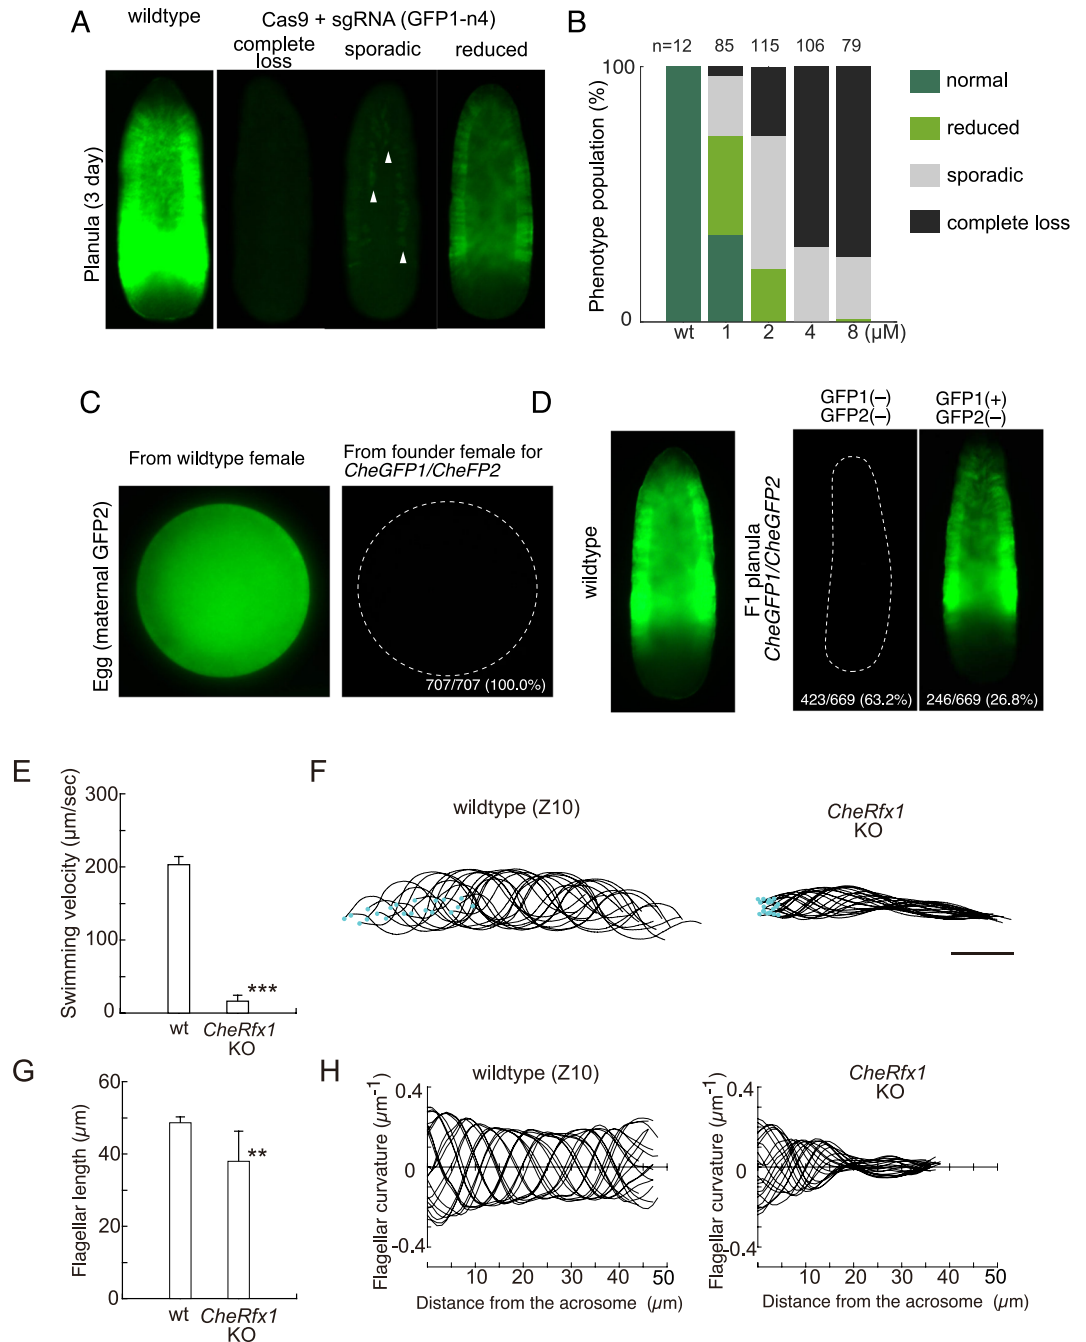 A
wildtype
Cas9 + sgRNA (GFP1-n4)
complete loss
sporadic
reduced
Planula (3 day)
B
n=12 85 115 106 79
Phenotype population (%)
100
0
wt 1 2 4 8 (µM)
normal
reduced
sporadic
complete loss
C
From wildtype female
From founder female for
CheGFP1/CheFP2
Egg (maternal GFP2)
707/707 (100.0%)
D
wildtype
F1 planula
CheGFP1/CheGFP2
GFP1(–)
GFP2(–)
GFP1(+)
GFP2(–)
423/669 (63.2%)
246/669 (26.8%)
E
Swimming velocity (µm/sec)
300
200
100
0
***
wt
CheRfx1
KO
F
wildtype (Z10)
CheRfx1
KO
G
Flagellar length (µm)
60
40
20
0
**
wt
CheRfx1
KO
H
wildtype (Z10)
Flagellar curvature (µm-1)
0.4
0
-0.4
10 20 30 40 50
Distance from the acrosome (µm)
CheRfx1
KO
Flagellar curvature (µm-1)
0.4
0
-0.4
10 20 30 40 50
Distance from the acrosome (µm)